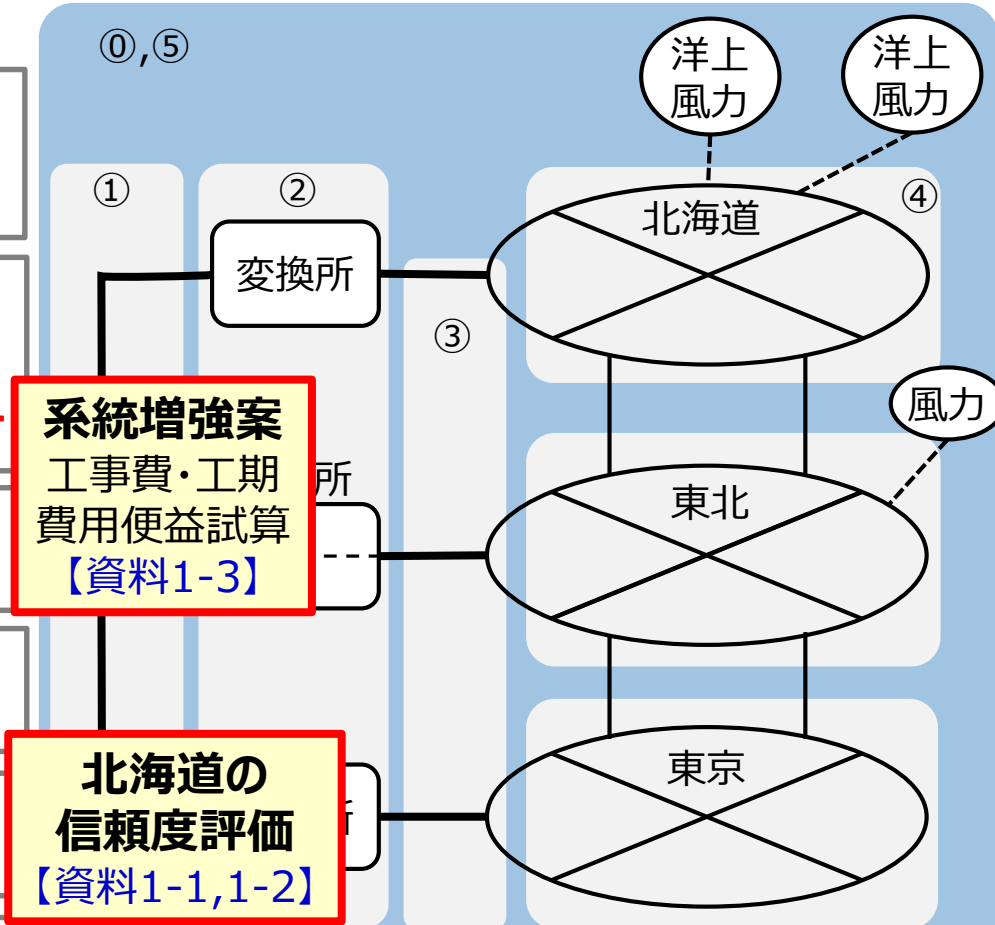 ⓪,⑤
洋上
風力
洋上
風力
①
②
④
北海道
変換所
③
風力
系統増強案
工事費・工期
費用便益試算
【資料1-3】
所
東北
東京
北海道の
信頼度評価
【資料1-1,1-2】